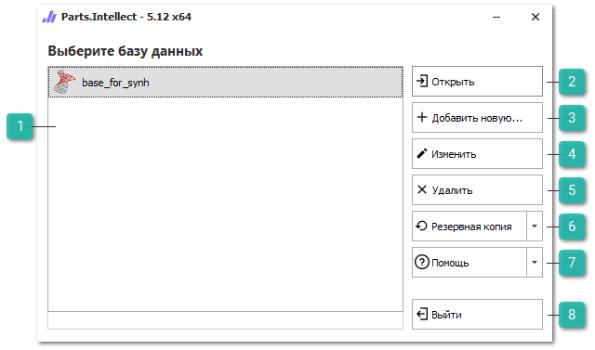 Parts.Intellect - 5.12 x64
Выберите базу данных
base_for_synh
1
Открыть
2
Добавить новую...
3
Изменить
4
Удалить
5
Резервная копия
6
Помощь
7
Выйти
8